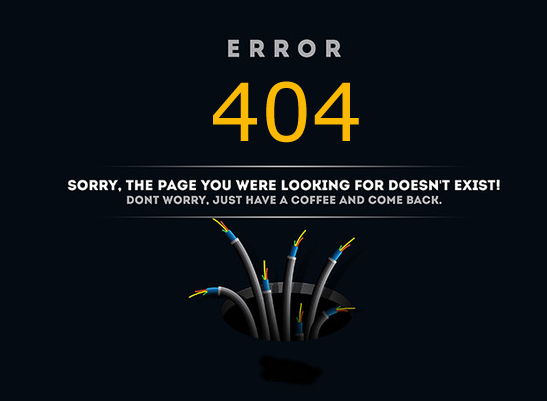 ERROR
404
SORRY, THE PAGE YOU WERE LOOKING FOR DOESN'T EXIST!
DONT WORRY, JUST HAVE A COFFEE AND COME BACK.